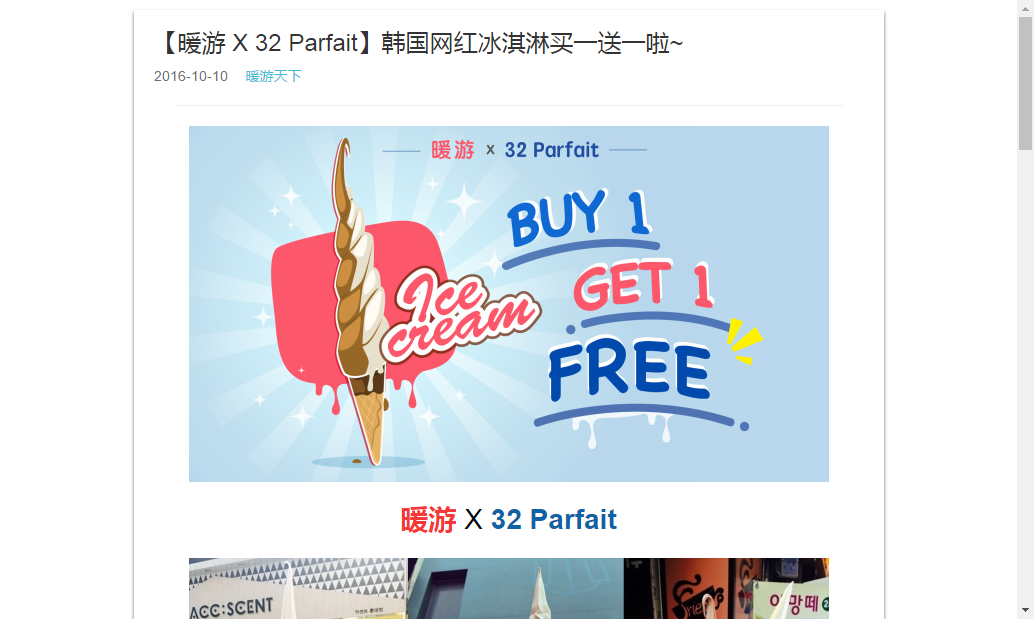 【暖游 X 32 Parfait】韩国网红冰淇淋买一送一啦~
2016-10-10 暖游天下
暖游 x 32 Parfait
BUY 1
GET 1
FREE
Ice
cream
暖游 X 32 Parfait
ACC:SCENT